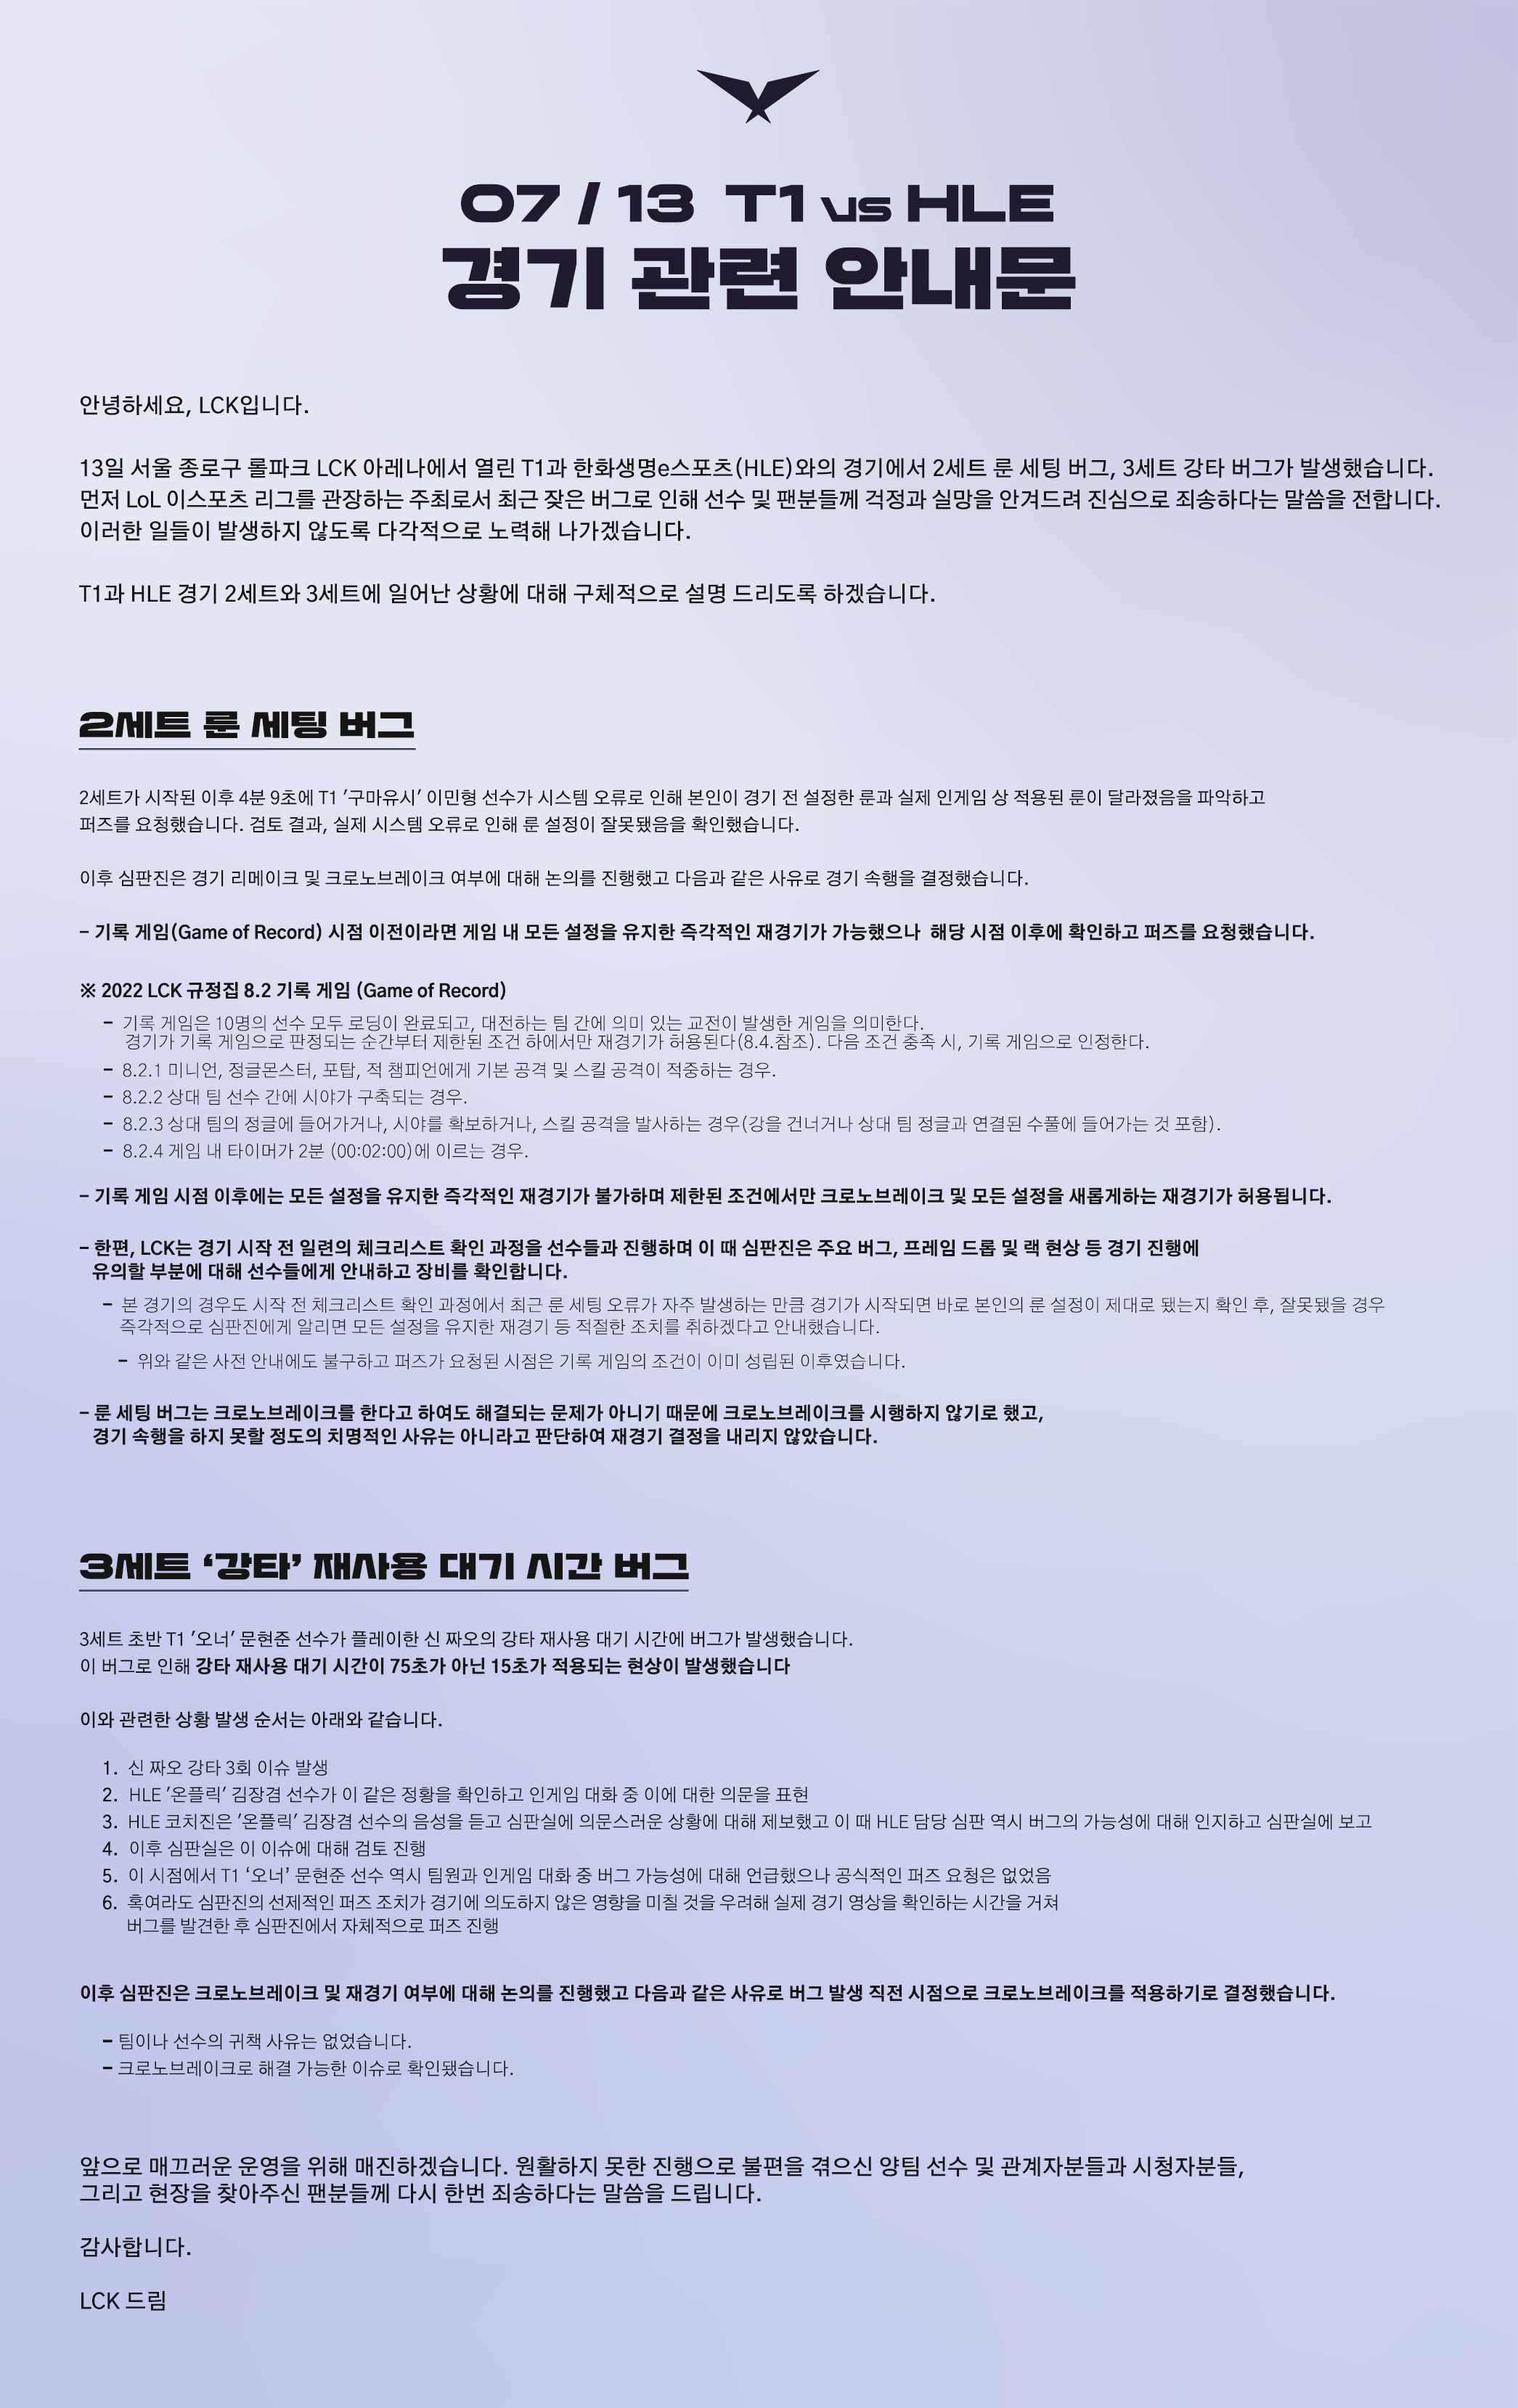 07 / 13 T1 vs HLE
경기 관련 안내문
안녕하세요, LCK입니다.
13일 서울 종로구 롤파크 LCK 아레나에서 열린 T1과 한화생명e스포츠(HLE)와의 경기에서 2세트 룬 세팅 버그, 3세트 강타 버그가 발생했습니다.
먼저 LoL 이스포츠 리그를 관장하는 주최로서 최근 잦은 버그로 인해 선수 및 팬분들께 걱정과 실망을 안겨드려 진심으로 죄송하다는 말씀을 전합니다.
이러한 일들이 발생하지 않도록 다각적으로 노력해 나가겠습니다.
T1과 HLE 경기 2세트와 3세트에 일어난 상황에 대해 구체적으로 설명 드리도록 하겠습니다.
2세트 룬 세팅 버그
2세트가 시작된 이후 4분 9초에 T1 '구마유시' 이민형 선수가 시스템 오류로 인해 본인이 경기 전 설정한 룬과 실제 인게임 상 적용된 룬이 달라졌음을 파악하고
퍼즈를 요청했습니다. 검토 결과, 실제 시스템 오류로 인해 룬 설정이 잘못됐음을 확인했습니다.
이후 심판진은 경기 리메이크 및 크로노브레이크 여부에 대해 논의를 진행했고 다음과 같은 사유로 경기 속행을 결정했습니다.
- 기록 게임(Game of Record) 시점 이전이라면 게임 내 모든 설정을 유지한 즉각적인 재경기가 가능했으나 해당 시점 이후에 확인하고 퍼즈를 요청했습니다.
※ 2022 LCK 규정집 8.2 기록 게임 (Game of Record)
- 기록 게임은 10명의 선수 모두 로딩이 완료되고, 대전하는 팀 간에 의미 있는 교전이 발생한 게임을 의미한다.
경기가 기록 게임으로 판정되는 순간부터 제한된 조건 하에서만 재경기가 허용된다(8.4.참조). 다음 조건 충족 시, 기록 게임으로 인정한다.
- 8.2.1 미니언, 정글몬스터, 포탑, 적 챔피언에게 기본 공격 및 스킬 공격이 적중하는 경우.
- 8.2.2 상대 팀 선수 간에 시야가 구축되는 경우.
- 8.2.3 상대 팀의 정글에 들어가거나, 시야를 확보하거나, 스킬 공격을 발사하는 경우(강을 건너거나 상대 팀 정글과 연결된 수풀에 들어가는 것 포함).
- 8.2.4 게임 내 타이머가 2분 (00:02:00)에 이르는 경우.
- 기록 게임 시점 이후에는 모든 설정을 유지한 즉각적인 재경기가 불가하며 제한된 조건에서만 크로노브레이크 및 모든 설정을 새롭게하는 재경기가 허용됩니다.
- 한편, LCK는 경기 시작 전 일련의 체크리스트 확인 과정을 선수들과 진행하며 이 때 심판진은 주요 버그, 프레임 드롭 및 랙 현상 등 경기 진행에
유의할 부분에 대해 선수들에게 안내하고 장비를 확인합니다.
- 본 경기의 경우도 시작 전 체크리스트 확인 과정에서 최근 룬 세팅 오류가 자주 발생하는 만큼 경기가 시작되면 바로 본인의 룬 설정이 제대로 됐는지 확인 후, 잘못됐을 경우
즉각적으로 심판진에게 알리면 모든 설정을 유지한 재경기 등 적절한 조치를 취하겠다고 안내했습니다.
- 위와 같은 사전 안내에도 불구하고 퍼즈가 요청된 시점은 기록 게임의 조건이 이미 성립된 이후였습니다.
- 룬 세팅 버그는 크로노브레이크를 한다고 하여도 해결되는 문제가 아니기 때문에 크로노브레이크를 시행하지 않기로 했고,
경기 속행을 하지 못할 정도의 치명적인 사유는 아니라고 판단하여 재경기 결정을 내리지 않았습니다.
3세트 ‘강타’ 재사용 대기 시간 버그
3세트 초반 T1 '오너' 문현준 선수가 플레이한 신 짜오의 강타 재사용 대기 시간에 버그가 발생했습니다.
이 버그로 인해 강타 재사용 대기 시간이 75초가 아닌 15초가 적용되는 현상이 발생했습니다
이와 관련한 상황 발생 순서는 아래와 같습니다.
1. 신 짜오 강타 3회 이슈 발생
2. HLE '온플릭' 김장겸 선수가 이 같은 정황을 확인하고 인게임 대화 중 이에 대한 의문을 표현
3. HLE 코치진은 '온플릭' 김장겸 선수의 음성을 듣고 심판실에 의문스러운 상황에 대해 제보했고 이 때 HLE 담당 심판 역시 버그의 가능성에 대해 인지하고 심판실에 보고
4. 이후 심판실은 이 이슈에 대해 검토 진행
5. 이 시점에서 T1 ‘오너’ 문현준 선수 역시 팀원과 인게임 대화 중 버그 가능성에 대해 언급했으나 공식적인 퍼즈 요청은 없었음
6. 혹여라도 심판진의 선제적인 퍼즈 조치가 경기에 의도하지 않은 영향을 미칠 것을 우려해 실제 경기 영상을 확인하는 시간을 거쳐
버그를 발견한 후 심판진에서 자체적으로 퍼즈 진행
이후 심판진은 크로노브레이크 및 재경기 여부에 대해 논의를 진행했고 다음과 같은 사유로 버그 발생 직전 시점으로 크로노브레이크를 적용하기로 결정했습니다.
- 팀이나 선수의 귀책 사유는 없었습니다.
- 크로노브레이크로 해결 가능한 이슈로 확인됐습니다.
앞으로 매끄러운 운영을 위해 매진하겠습니다. 원활하지 못한 진행으로 불편을 겪으신 양팀 선수 및 관계자분들과 시청자분들,
그리고 현장을 찾아주신 팬분들께 다시 한번 죄송하다는 말씀을 드립니다.
감사합니다.
LCK 드림